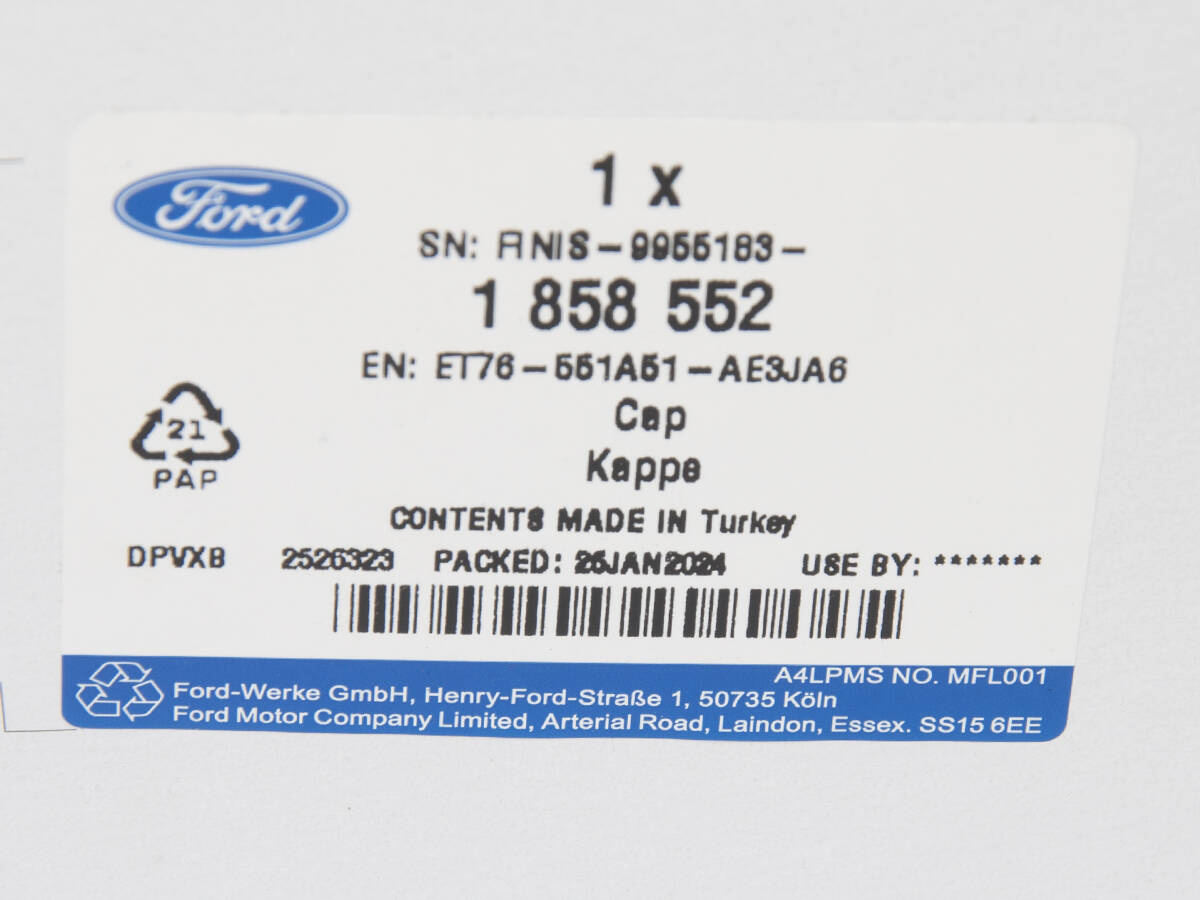 Ford
1 x
SN: FINIS-9955183-
1 858 552
EN: ET76-551A51-AE3JA6
Cap
Kappe
21
PAP
CONTENTS MADE IN Turkey
DPVXB 2526323 PACKED: 25JAN2024 USE BY: *******
A4LPMS NO. MFL001
Ford-Werke GmbH, Henry-Ford-Straße 1, 50735 Köln
Ford Motor Company Limited, Arterial Road, Laindon, Essex. SS15 6EE